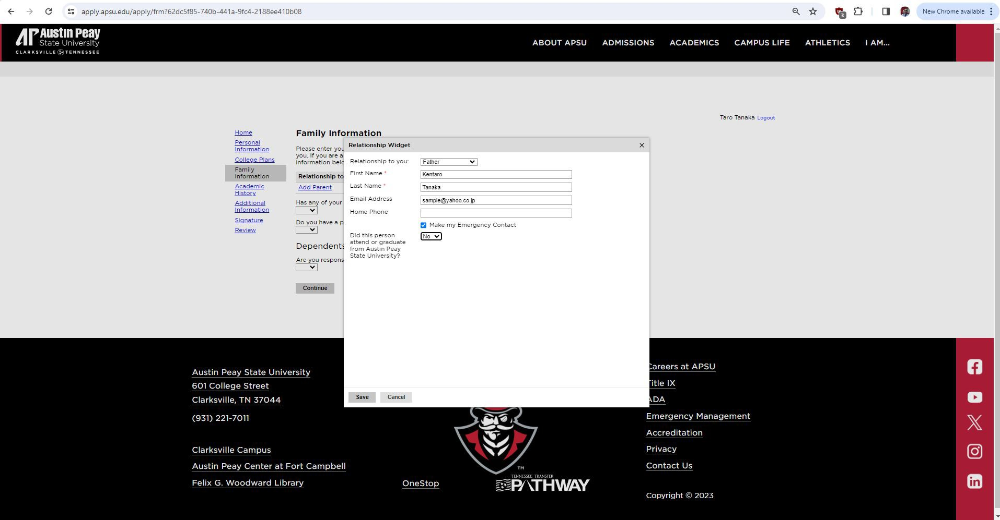 apply.apsu.edu/apply/frm?62dc5f85-740b-441a-9fc4-2188ee410b08
3
New Chrome available
AP Austin Peay
State University
CLARKSVILLE TENNESSEE
ABOUT APSU
ADMISSIONS
ACADEMICS
CAMPUS LIFE
ATHLETICS
I AM...
Taro Tanaka Logout
Home
Personal
Information
College Plans
Family
Information
Academic
History
Additional
Information
Signature
Review
Family Information
Please enter you
you. If you are a
information belo
Relationship to
Add Parent
Has any of your
Do you have a p
Dependents
Are you respons
Continue
Relationship Widget
Relationship to you:
Father
First Name *
Kentaro
Last Name *
Tanaka
Email Address
sample@yahoo.co.jp
Home Phone
Make my Emergency Contact
Did this person
attend or graduate
from Austin Peay
State University?
No
Save
Cancel
Austin Peay State University
601 College Street
Clarksville, TN 37044
(931) 221-7011
Clarksville Campus
Austin Peay Center at Fort Campbell
Felix G. Woodward Library
OneStop
TM
TENNESSEE TRANSFER
PATHWAY
Careers at APSU
Title IX
ADA
Emergency Management
Accreditation
Privacy
Contact Us
Copyright © 2023